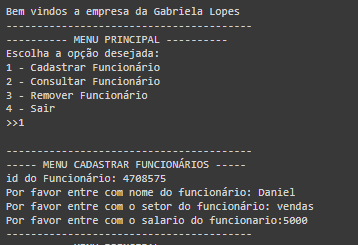 Bem vindos a empresa da Gabriela Lopes
----------------------------------------
---------- MENU PRINCIPAL ----------
Escolha a opção desejada:
1 - Cadastrar Funcionário
2 - Consultar Funcionário
3 - Remover Funcionário
4 - Sair
>>1
----------------------------------------
----- MENU CADASTRAR FUNCIONÁRIOS -----
id do Funcionário: 4708575
Por favor entre com nome do funcionário: Daniel
Por favor entre com o setor do funcionário: vendas
Por favor entre com o salario do funcionario:5000
----------------------------------------
---------- MENU PRINCIPAL ----------